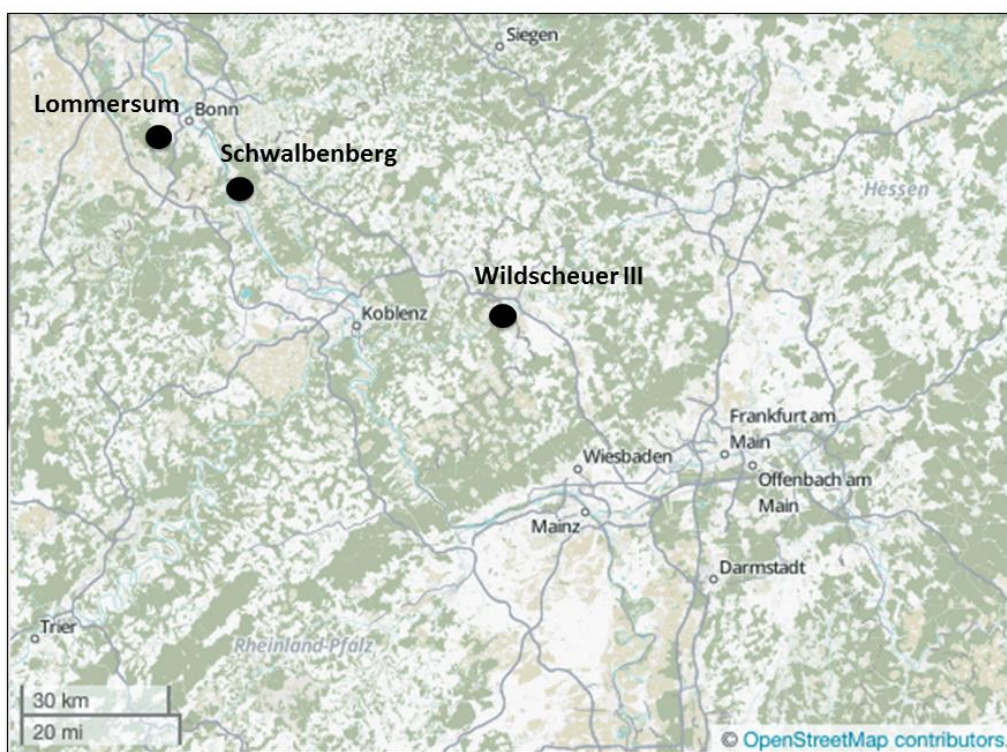 Siegen
Lommersum
Bonn
Schwalbenberg
Hessen
Wildscheuer III
Koblenz
Frankfurt am
Main
Wiesbaden
Offenbach am
Main
Mainz
Darmstadt
Trier
Rheinland-Pfalz
30 km
20 mi
© OpenStreetMap contributors